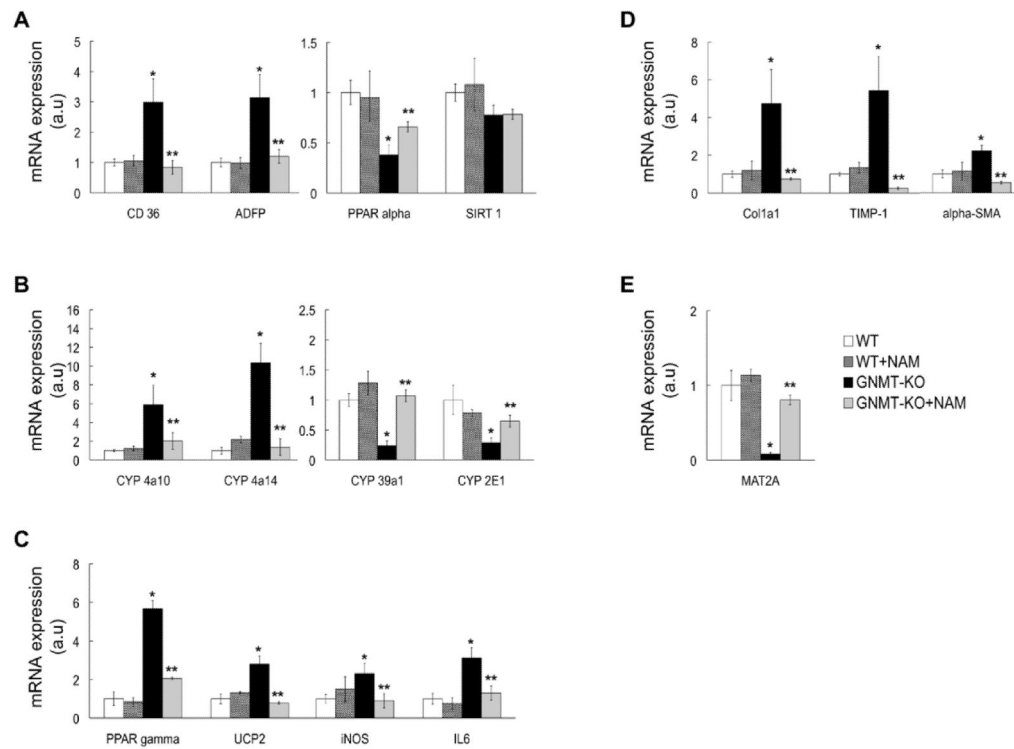 A
mRNA expression
(a.u)
5
4
3
2
1
0
*
**
*
**
CD 36
ADFP
1.5
1
0.5
0
*
**
PPAR alpha
SIRT 1
B
mRNA expression
(a.u)
16
14
12
10
8
6
4
2
0
*
**
*
**
CYP 4a10
CYP 4a14
2.5
2
1.5
1
0.5
0
*
**
*
**
CYP 39a1
CYP 2E1
C
mRNA expression
(a.u)
8
6
4
2
0
*
**
*
**
*
**
*
**
PPAR gamma
UCP2
iNOS
IL6
D
mRNA expression
(a.u)
8
6
4
2
0
*
**
*
**
*
**
Col1a1
TIMP-1
alpha-SMA
E
mRNA expression
(a.u)
2
1
0
*
**
MAT2A
WT
WT+NAM
GNMT-KO
GNMT-KO+NAM